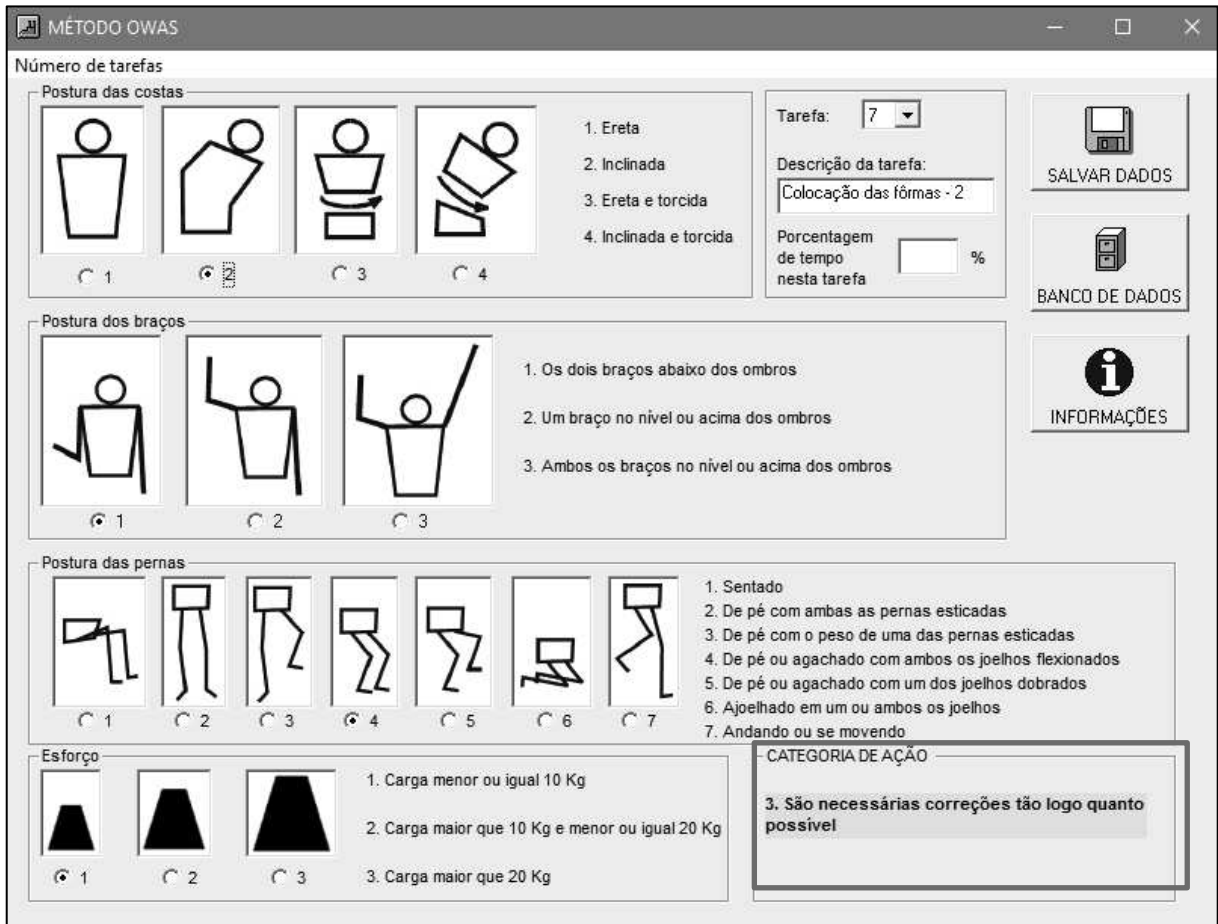 MÉTODO OWAS
Número de tarefas
Postura das costas
1. Ereta
2. Inclinada
3. Ereta e torcida
4. Inclinada e torcida
1
2
3
4
Tarefa: 7
Descrição da tarefa:
Colocação das fôrmas - 2
Porcentagem
de tempo
nesta tarefa
%
SALVAR DADOS
BANCO DE DADOS
INFORMAÇÕES
Postura dos braços
1. Os dois braços abaixo dos ombros
2. Um braço no nível ou acima dos ombros
3. Ambos os braços no nível ou acima dos ombros
1
2
3
Postura das pernas
1. Sentado
2. De pé com ambas as pernas esticadas
3. De pé com o peso de uma das pernas esticadas
4. De pé ou agachado com ambos os joelhos flexionados
5. De pé ou agachado com um dos joelhos dobrados
6. Ajoelhado em um ou ambos os joelhos
7. Andando ou se movendo
1
2
3
4
5
6
7
Esforço
1. Carga menor ou igual 10 Kg
2. Carga maior que 10 Kg e menor ou igual 20 Kg
3. Carga maior que 20 Kg
1
2
3
CATEGORIA DE AÇÃO
3. São necessárias correções tão logo quanto
possível